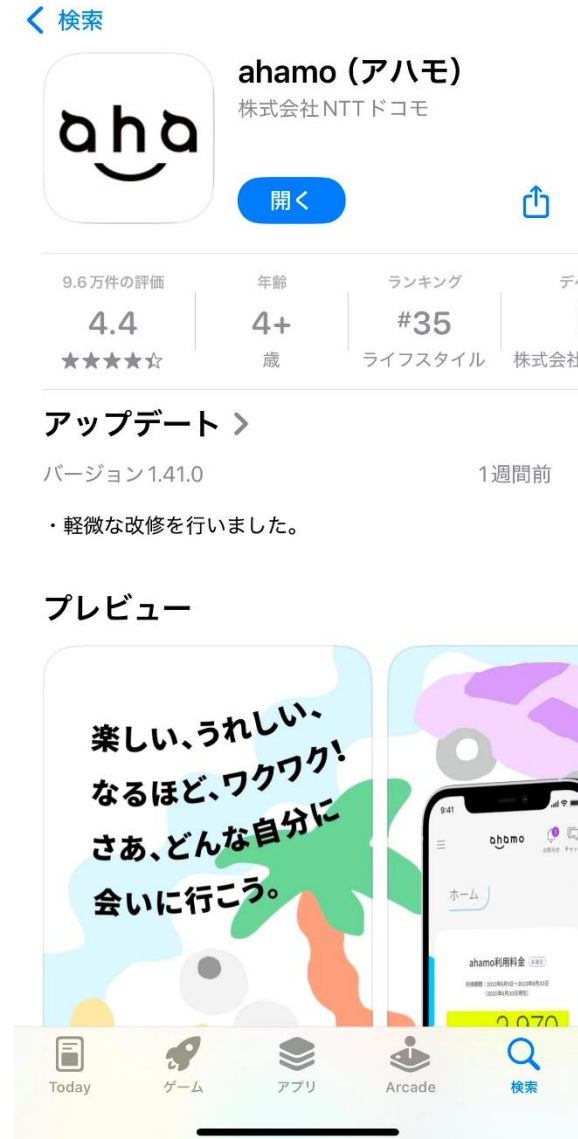 検索
aha
ahamo（アハモ）
株式会社NTTドコモ
開く
9.6万件の評価
年齢
ランキング
4.4
4+
#35
★★★★☆
歳
ライフスタイル
株式会社
アップデート
バージョン1.41.0
1週間前
・軽微な改修を行いました。
プレビュー
楽しい、うれしい、
なるほど、ワクワク!
さあ、どんな自分に
会いに行こう。
9:41
ahamo
お知らせ
ホーム
ahamo利用料金
2,970
Today
ゲーム
アプリ
Arcade
検索